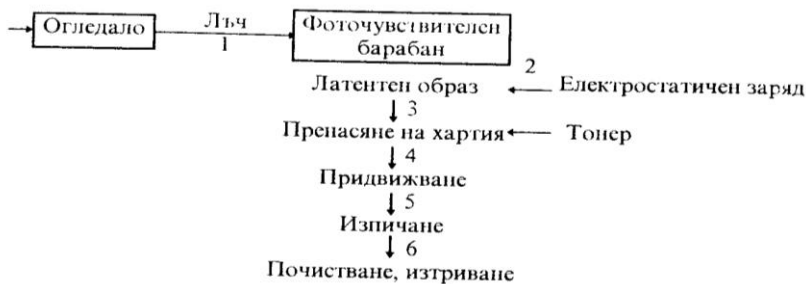 Огледало
Лъч
1
Фоточувствителен
барабан
2
Латентен образ
Електростатичен заряд
3
Пренасяне на хартия
Тонер
4
Придвижване
5
Изпичане
6
Почистване, изтриване